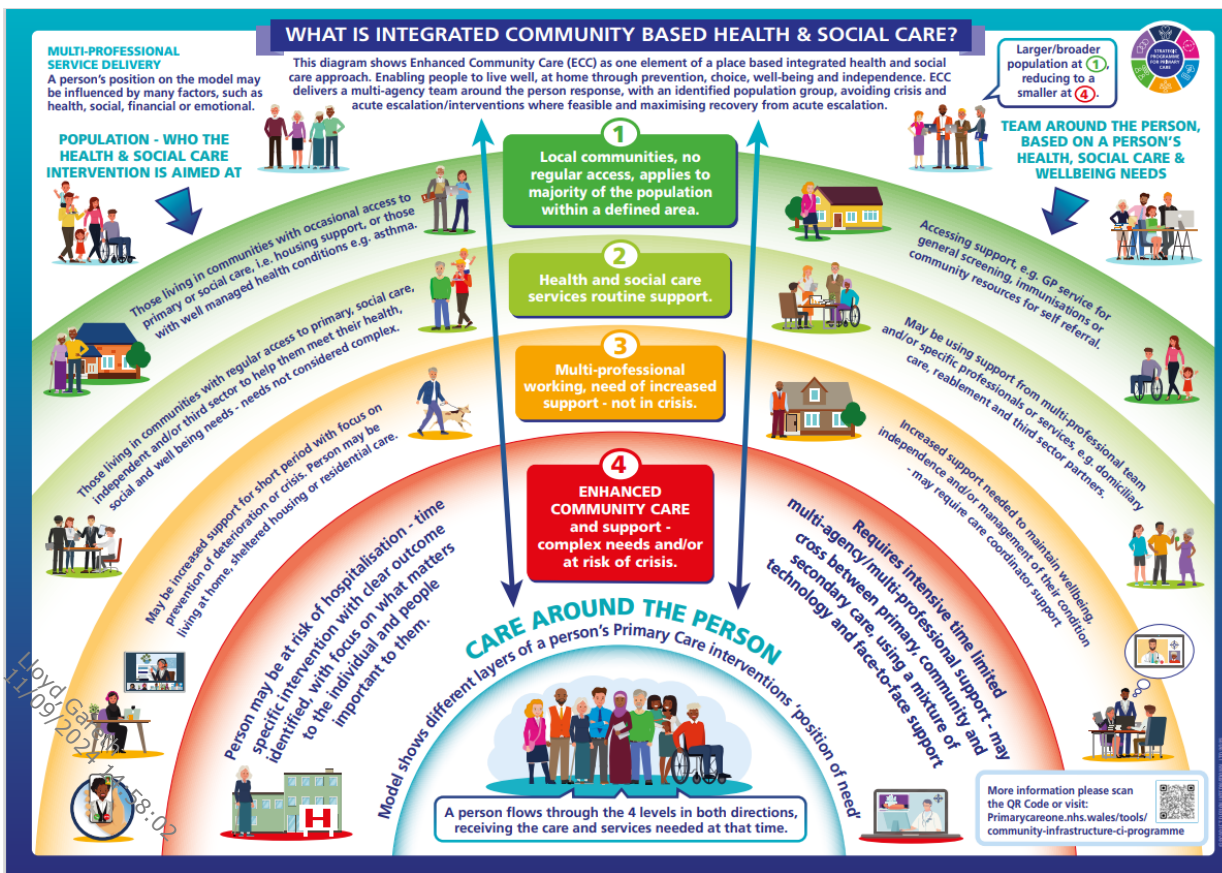 WHAT IS INTEGRATED COMMUNITY BASED HEALTH & SOCIAL CARE?
This diagram shows Enhanced Community Care (ECC) as one element of a place based integrated health and social
care approach. Enabling people to live well, at home through prevention, choice, well-being and independence. ECC
delivers a multi-agency team around the person response, with an identified population group, avoiding crisis and
acute escalation/interventions where feasible and maximising recovery from acute escalation.
MULTI-PROFESSIONAL
SERVICE DELIVERY
A person's position on the model may
be influenced by many factors, such as
health, social, financial or emotional.
Larger/broader
population at 1,
reducing to a
smaller at 4.
STRATEGIC
PROGRAMME
FOR PRIMARY
CARE
POPULATION - WHO THE
HEALTH & SOCIAL CARE
INTERVENTION IS AIMED AT
TEAM AROUND THE PERSON,
BASED ON A PERSON'S
HEALTH, SOCIAL CARE &
WELLBEING NEEDS
1
Local communities, no
regular access, applies to
majority of the population
within a defined area.
Those living in communities with occasional access to
primary or social care, i.e. housing support, or those
with well managed health conditions e.g. asthma.
Accessing support, e.g. GP service for
general screening, immunisations or
community resources for self referral.
2
Health and social care
services routine support.
Those living in communities with regular access to primary, social care,
independent and/or third sector to help them meet their health,
social and well being needs - needs not considered complex.
May be using support from multi-professional team
and/or specific professionals or services, e.g. domiciliary
care, reablement and third sector partners.
3
Multi-professional
working, need of increased
support - not in crisis.
May be increased support for short period with focus on
prevention of deterioration or crisis. Person may be
living at home, sheltered housing or residential care.
Increased support needed to maintain wellbeing,
independence and/or management of their condition
- may require care coordinator support
4
ENHANCED
COMMUNITY CARE
and support -
complex needs and/or
at risk of crisis.
Person may be at risk of hospitalisation - time
specific intervention with clear outcome
identified, with focus on what matters
to the individual and people
important to them.
Requires intensive time limited
multi-agency/multi-professional support - may
cross between primary, community and
secondary care, using a mixture of
technology and face-to-face support
CARE AROUND THE PERSON
Model shows different layers of a person's Primary Care interventions 'position of need'
A person flows through the 4 levels in both directions,
receiving the care and services needed at that time.
H
More information please scan
the QR Code or visit:
Primarycareone.nhs.wales/tools/
community-infrastructure-ci-programme
Lloyd
11/09/2024 14:58:02